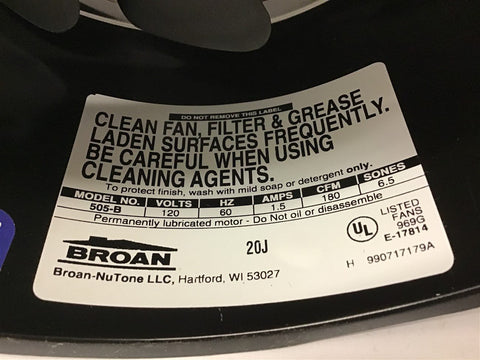 DO NOT REMOVE THIS LABEL
CLEAN FAN, FILTER & GREASE
LADEN SURFACES FREQUENTLY.
BE CAREFUL WHEN USING
CLEANING AGENTS.
To protect finish, wash with mild soap or detergent only.
MODEL NO. VOLTS HZ AMPS CFM SONES
505-B 120 60 1.5 180 6.5
Permanently lubricated motor - Do Not oil or disassemble
UL
LISTED
FANS
969G
E-17814
BROAN
20J
Broan-NuTone LLC, Hartford, WI 53027
H 990717179A